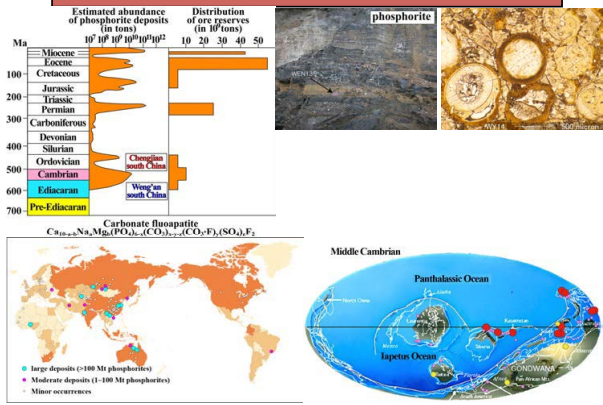 Estimated abundance
of phosphorite deposits
(in tons)
Distribution
of ore reserves
(in 10⁹ tons)
Ma
10⁷ 10⁸ 10⁹ 10¹⁰ 10¹¹ 10¹²
10 20 30 40 50
Miocene
Eocene
100
Cretaceous
Jurassic
200
Triassic
Permian
300
Carboniferous
400
Devonian
Silurian
Ordovician
Chengjian
south China
500
Cambrian
600
Ediacaran
Weng'an
south China
700
Pre-Ediacaran
phosphorite
WEN13
WY14
500 micron
Carbonate fluoapatite
large deposits (>100 Mt phosphorites)
Moderate deposits (1–100 Mt phosphorites)
Minor occurrences
Middle Cambrian
Panthalassic Ocean
Iapetus Ocean
GONDWANA